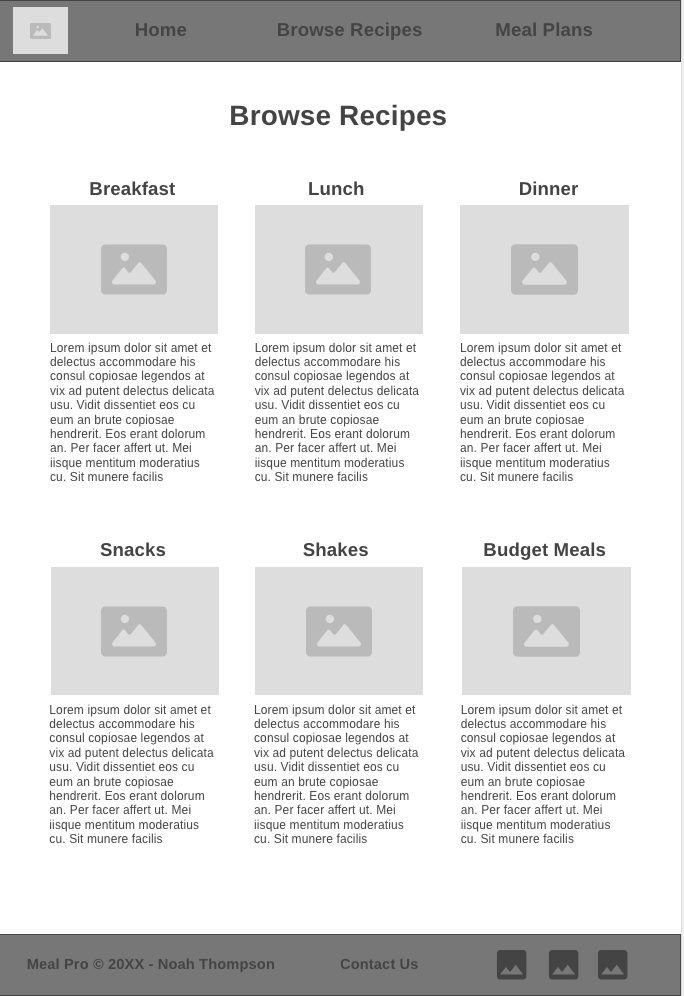 Home Browse Recipes Meal Plans
Browse Recipes
Breakfast
Lorem ipsum dolor sit amet et
delectus accommodare his
consul copiosae legendos at
vix ad putent delectus delicata
usu. Vidit dissentiet eos cu
eum an brute copiosae
hendrerit. Eos erant dolorum
an. Per facer affert ut. Mei
iisque mentitum moderatius
cu. Sit munere facilis
Lunch
Lorem ipsum dolor sit amet et
delectus accommodare his
consul copiosae legendos at
vix ad putent delectus delicata
usu. Vidit dissentiet eos cu
eum an brute copiosae
hendrerit. Eos erant dolorum
an. Per facer affert ut. Mei
iisque mentitum moderatius
cu. Sit munere facilis
Dinner
Lorem ipsum dolor sit amet et
delectus accommodare his
consul copiosae legendos at
vix ad putent delectus delicata
usu. Vidit dissentiet eos cu
eum an brute copiosae
hendrerit. Eos erant dolorum
an. Per facer affert ut. Mei
iisque mentitum moderatius
cu. Sit munere facilis
Snacks
Lorem ipsum dolor sit amet et
delectus accommodare his
consul copiosae legendos at
vix ad putent delectus delicata
usu. Vidit dissentiet eos cu
eum an brute copiosae
hendrerit. Eos erant dolorum
an. Per facer affert ut. Mei
iisque mentitum moderatius
cu. Sit munere facilis
Shakes
Lorem ipsum dolor sit amet et
delectus accommodare his
consul copiosae legendos at
vix ad putent delectus delicata
usu. Vidit dissentiet eos cu
eum an brute copiosae
hendrerit. Eos erant dolorum
an. Per facer affert ut. Mei
iisque mentitum moderatius
cu. Sit munere facilis
Budget Meals
Lorem ipsum dolor sit amet et
delectus accommodare his
consul copiosae legendos at
vix ad putent delectus delicata
usu. Vidit dissentiet eos cu
eum an brute copiosae
hendrerit. Eos erant dolorum
an. Per facer affert ut. Mei
iisque mentitum moderatius
cu. Sit munere facilis
Meal Pro © 20XX - Noah Thompson Contact Us